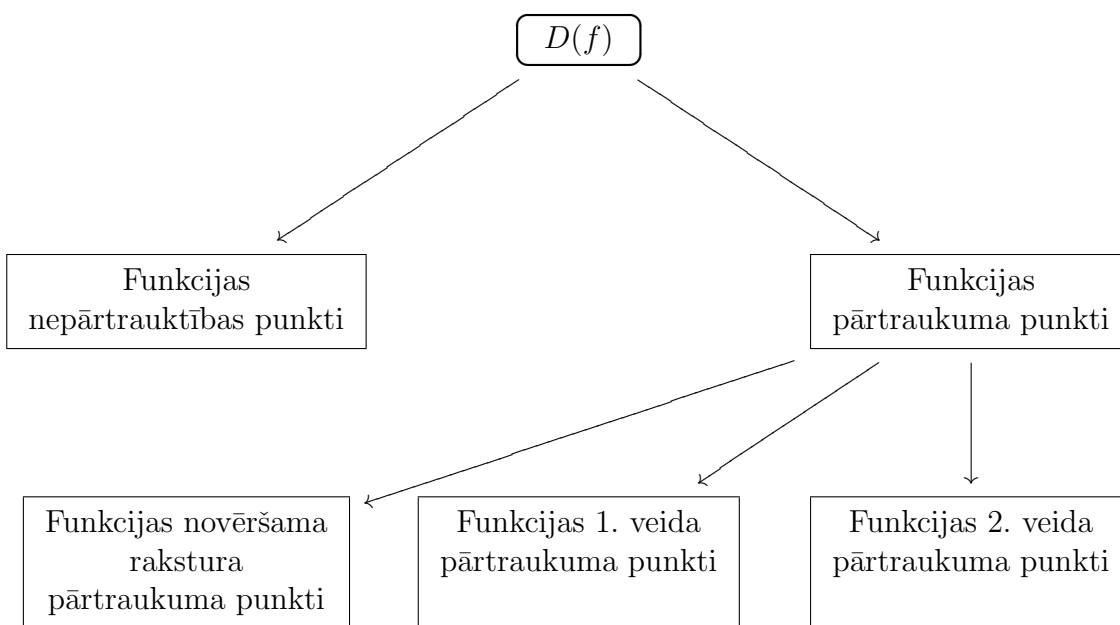 D(f)
Funkcijas
nepārtrauktības punkti
Funkcijas
pārtraukuma punkti
Funkcijas novēršama
rakstura
pārtraukuma punkti
Funkcijas 1. veida
pārtraukuma punkti
Funkcijas 2. veida
pārtraukuma punkti